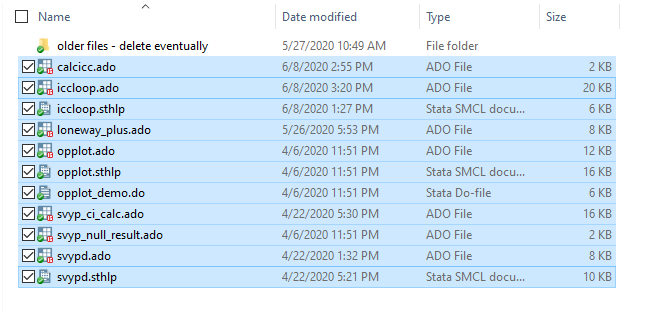 Name Date modified Type Size
older files - delete eventually 5/27/2020 10:49 AM File folder
calcicc.ado 6/8/2020 2:55 PM ADO File 2 KB
iccloop.ado 6/8/2020 3:20 PM ADO File 20 KB
iccloop.sthlp 6/8/2020 1:27 PM Stata SMCL docu... 6 KB
loneway_plus.ado 5/26/2020 5:53 PM ADO File 8 KB
opplot.ado 4/6/2020 11:51 PM ADO File 12 KB
opplot.sthlp 4/6/2020 11:51 PM Stata SMCL docu... 16 KB
opplot_demo.do 4/6/2020 11:51 PM Stata Do-file 6 KB
svyp_ci_calc.ado 4/22/2020 5:30 PM ADO File 16 KB
svyp_null_result.ado 4/6/2020 11:51 PM ADO File 2 KB
svypd.ado 4/22/2020 1:32 PM ADO File 8 KB
svypd.sthlp 4/22/2020 5:21 PM Stata SMCL docu... 10 KB